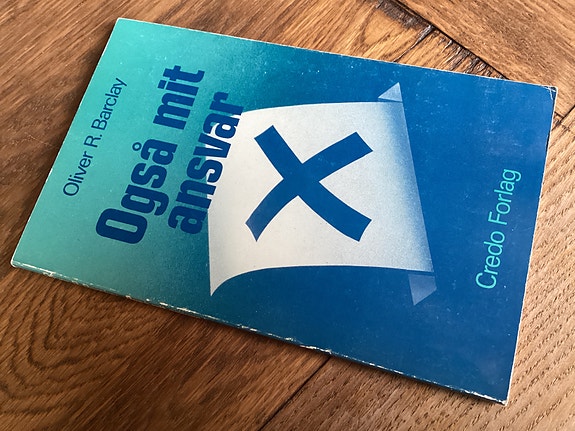 Oliver R. Barclay
Også mit
ansvar
Credo Forlag